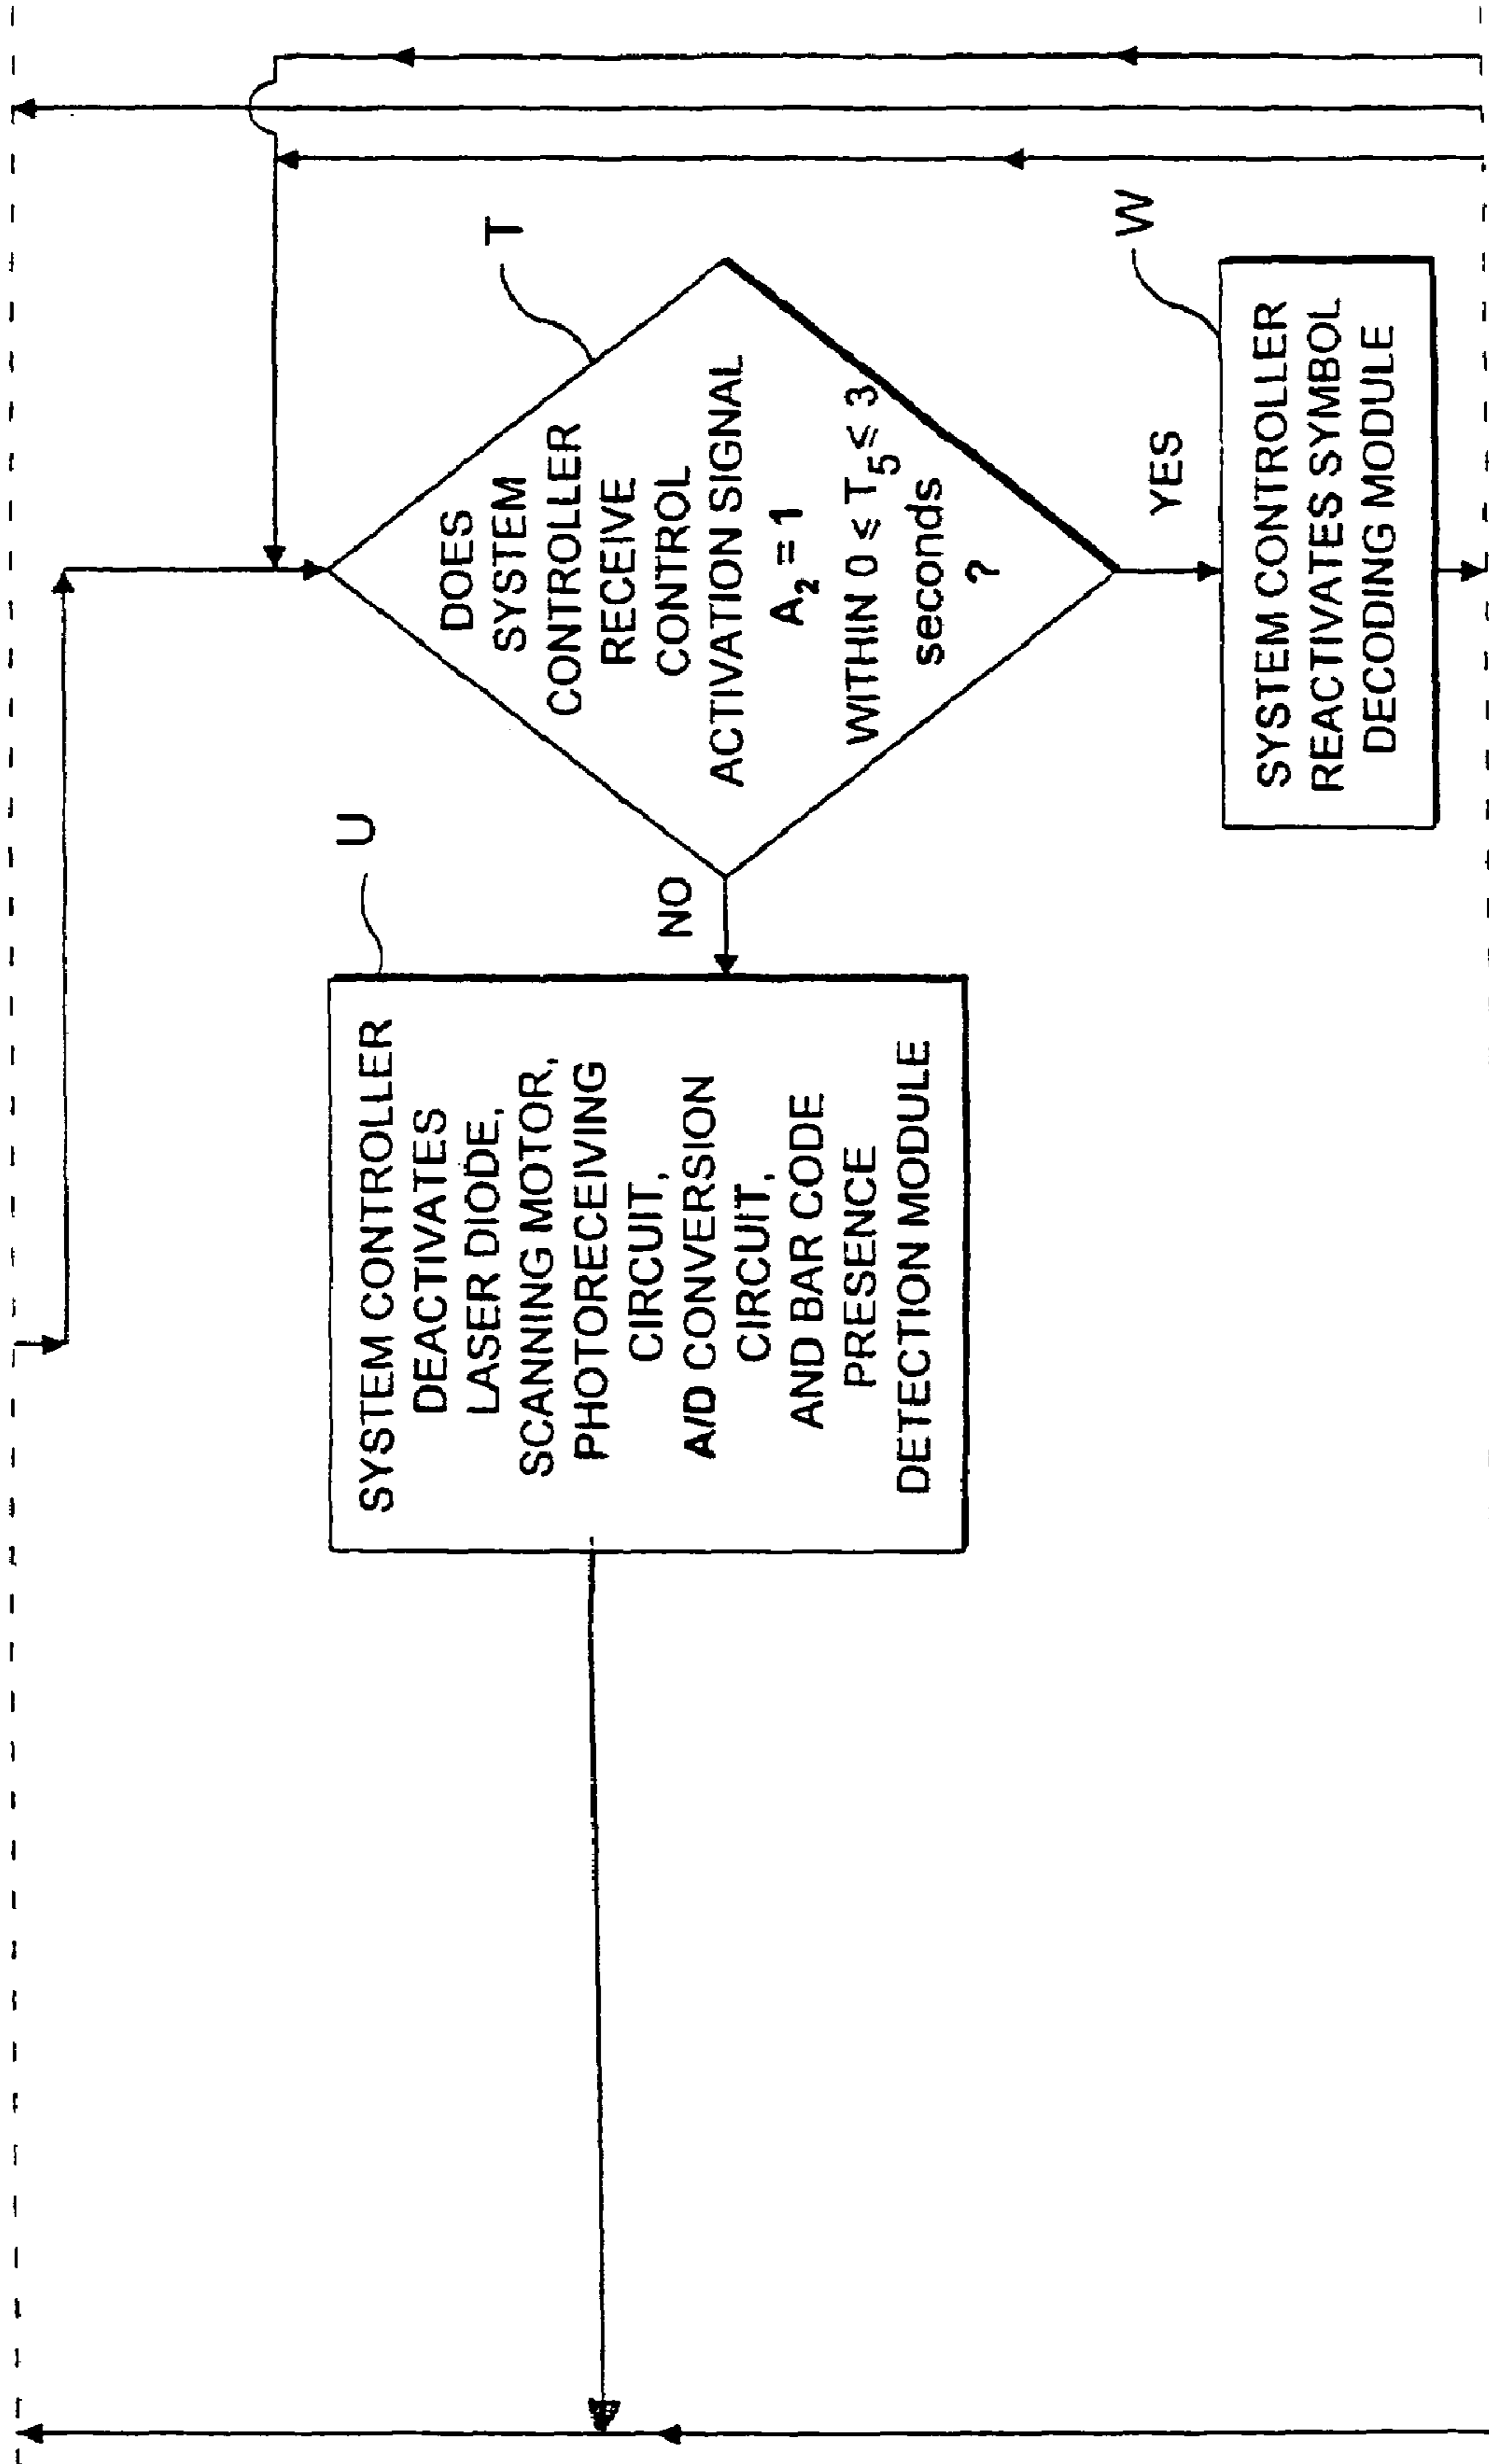 U
SYSTEM CONTROLLER
DEACTIVATES
LASER DIODE,
SCANNING MOTOR,
PHOTORECEIVING
CIRCUIT,
A/D CONVERSION
CIRCUIT,
AND BAR CODE
PRESENCE
DETECTION MODULE
NO
T
DOES
SYSTEM
CONTROLLER
RECEIVE
CONTROL
ACTIVATION SIGNAL
A₂ = 1
WITHIN 0 ≤ T₅ ≤ 3
seconds
?
YES
W
SYSTEM CONTROLLER
REACTIVATES SYMBOL
DECODING MODULE